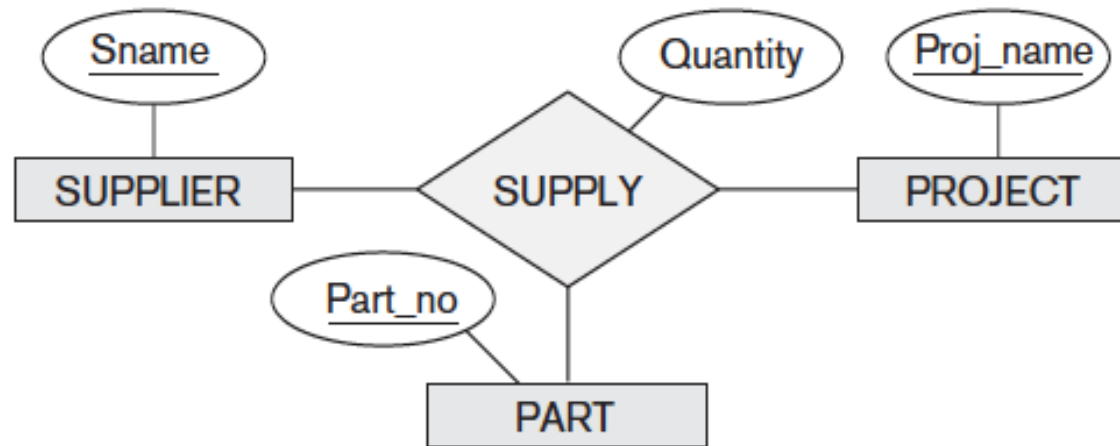 Sname
Quantity
Proj_name
SUPPLIER
SUPPLY
PROJECT
Part_no
PART